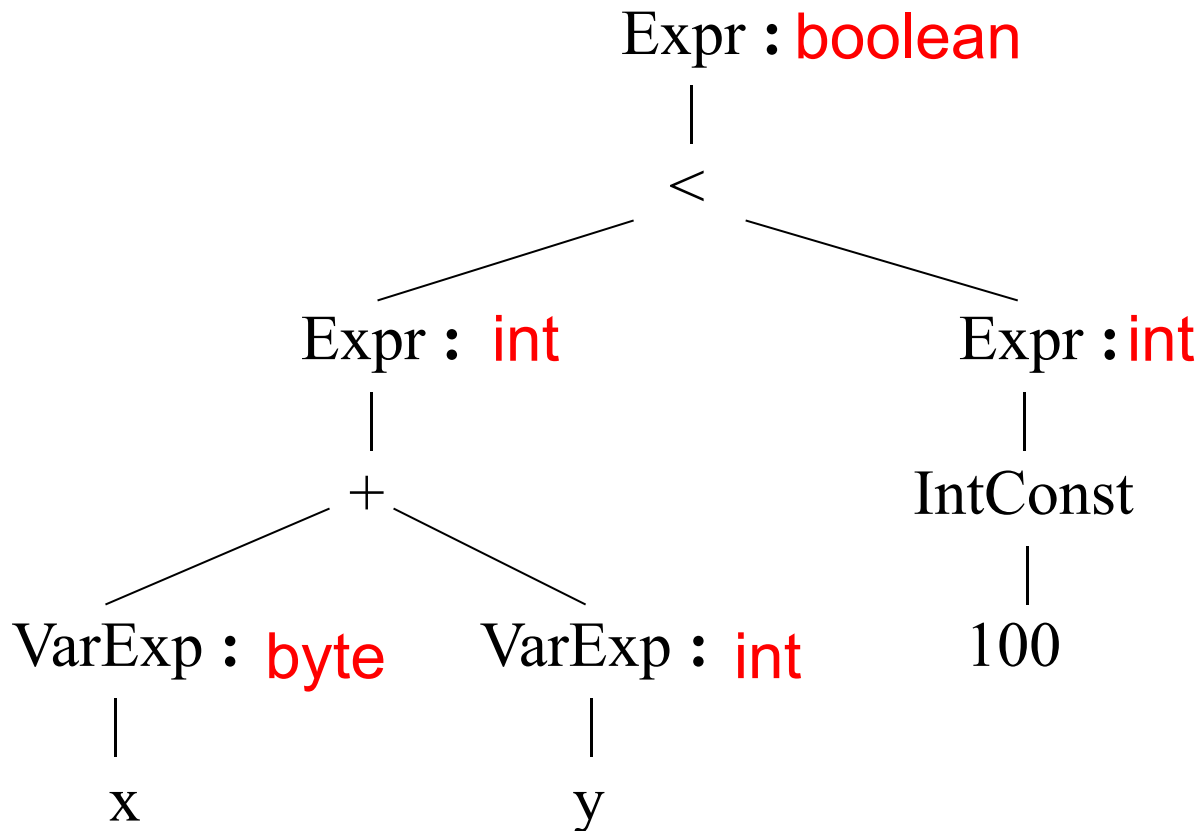 Expr : boolean
<
Expr : int Expr : int
+ IntConst
VarExp : byte VarExp : int 100
x y